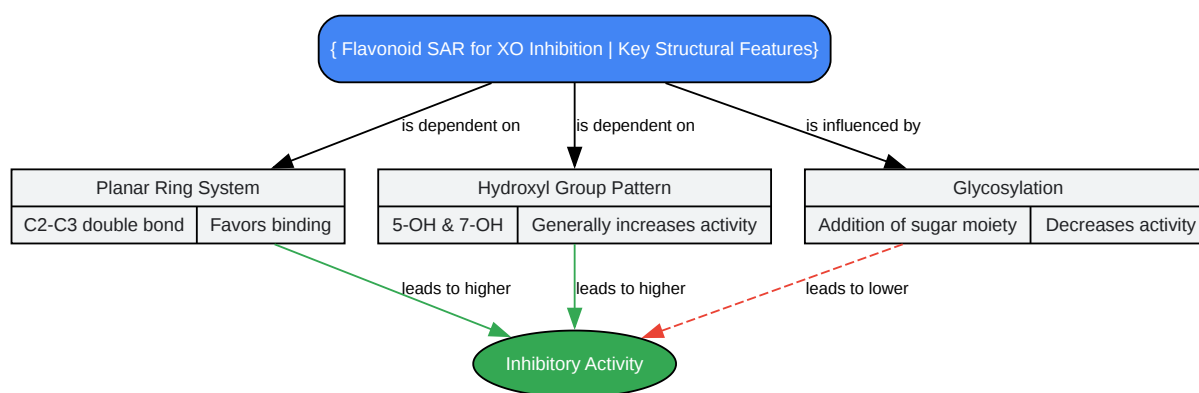 { Flavonoid SAR for XO Inhibition | Key Structural Features}
is dependent on
is dependent on
is influenced by
Planar Ring System
C2-C3 double bond
Favors binding
Hydroxyl Group Pattern
5-OH & 7-OH
Generally increases activity
Glycosylation
Addition of sugar moiety
Decreases activity
leads to higher
leads to higher
leads to lower
Inhibitory Activity